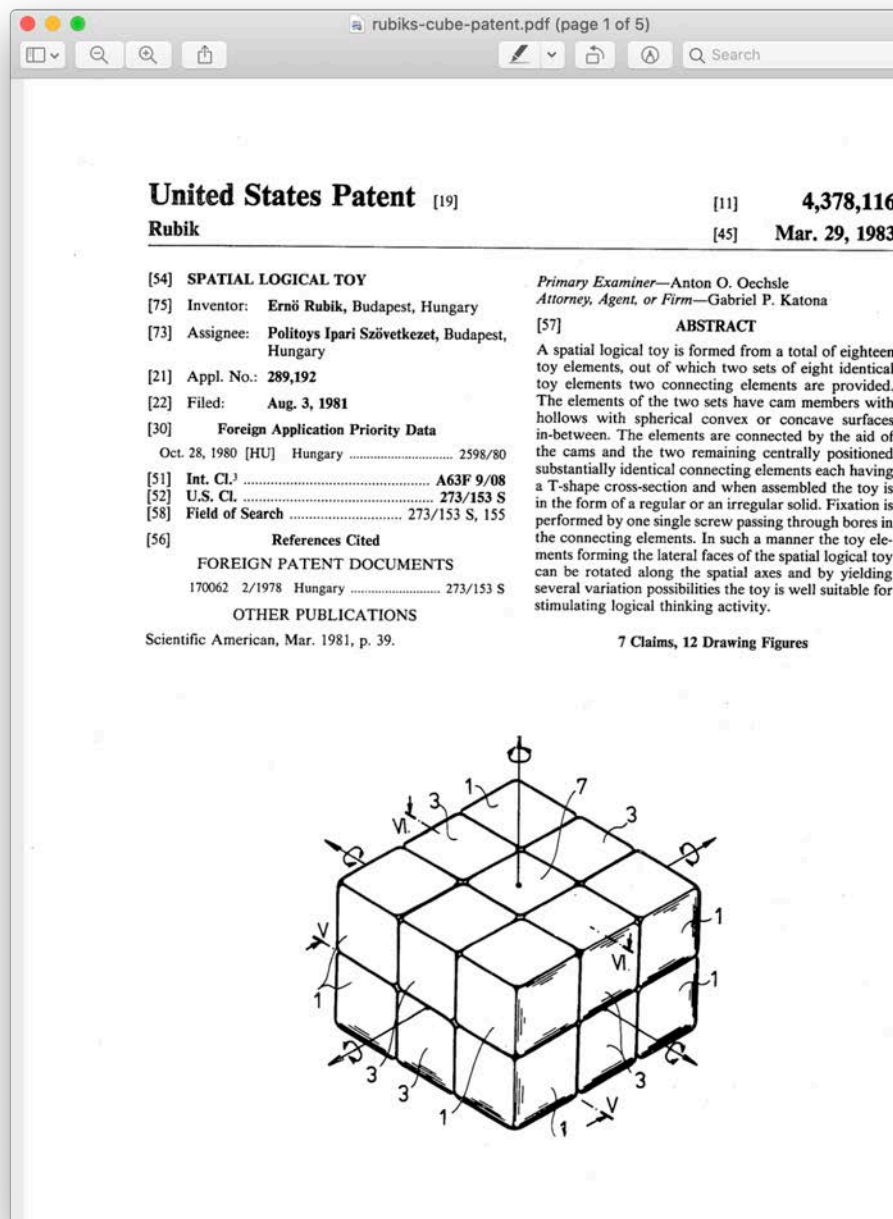 rubiks-cube-patent.pdf (page 1 of 5)
Search
United States Patent [19]
Rubik
[11] 4,378,116
[45] Mar. 29, 1983
[54] SPATIAL LOGICAL TOY
[75] Inventor: Ernö Rubik, Budapest, Hungary
[73] Assignee: Politoys Ipari Szövetkezet, Budapest,
Hungary
[21] Appl. No.: 289,192
[22] Filed: Aug. 3, 1981
[30] Foreign Application Priority Data
Oct. 28, 1980 [HU] Hungary ............................ 2598/80
[51] Int. Cl.³ .............................................. A63F 9/08
[52] U.S. Cl. .............................................. 273/153 S
[58] Field of Search ........................... 273/153 S, 155
[56] References Cited
FOREIGN PATENT DOCUMENTS
170062 2/1978 Hungary ........................ 273/153 S
OTHER PUBLICATIONS
Scientific American, Mar. 1981, p. 39.
Primary Examiner—Anton O. Oechsle
Attorney, Agent, or Firm—Gabriel P. Katona
[57] ABSTRACT
A spatial logical toy is formed from a total of eighteen
toy elements, out of which two sets of eight identical
toy elements two connecting elements are provided.
The elements of the two sets have cam members with
hollows with spherical convex or concave surfaces
in-between. The elements are connected by the aid of
the cams and the two remaining centrally positioned
substantially identical connecting elements each having
a T-shape cross-section and when assembled the toy is
in the form of a regular or an irregular solid. Fixation is
performed by one single screw passing through bores in
the connecting elements. In such a manner the toy ele-
ments forming the lateral faces of the spatial logical toy
can be rotated along the spatial axes and by yielding
several variation possibilities the toy is well suitable for
stimulating logical thinking activity.
7 Claims, 12 Drawing Figures
1
7
3
3
VI.
1
V
VI.
1
1
3
3
3
3
1
1
V